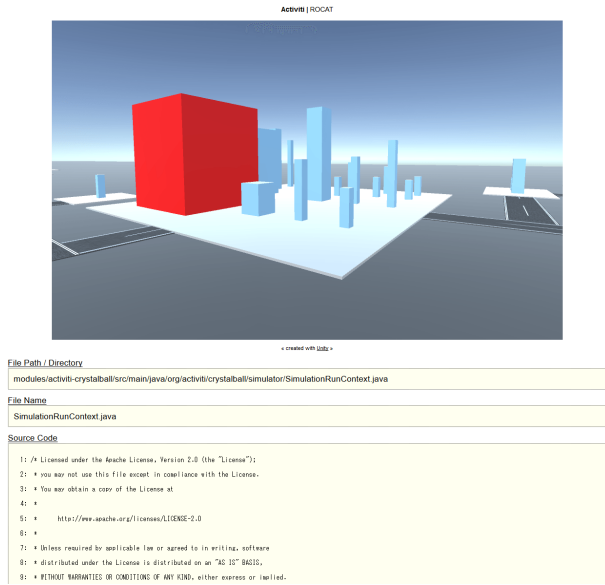 Activiti | ROCAT
« created with Unity »
File Path / Directory
modules/activiti-crystalball/src/main/java/org/activiti/crystalball/simulator/SimulationRunContext.java
File Name
SimulationRunContext.java
Source Code
1: /* Licensed under the Apache License, Version 2.0 (the "License");
2: * you may not use this file except in compliance with the License.
3: * You may obtain a copy of the License at
4: *
5: * http://www.apache.org/licenses/LICENSE-2.0
6: *
7: * Unless required by applicable law or agreed to in writing, software
8: * distributed under the License is distributed on an "AS IS" BASIS,
9: * WITHOUT WARRANTIES OR CONDITIONS OF ANY KIND, either express or implied.